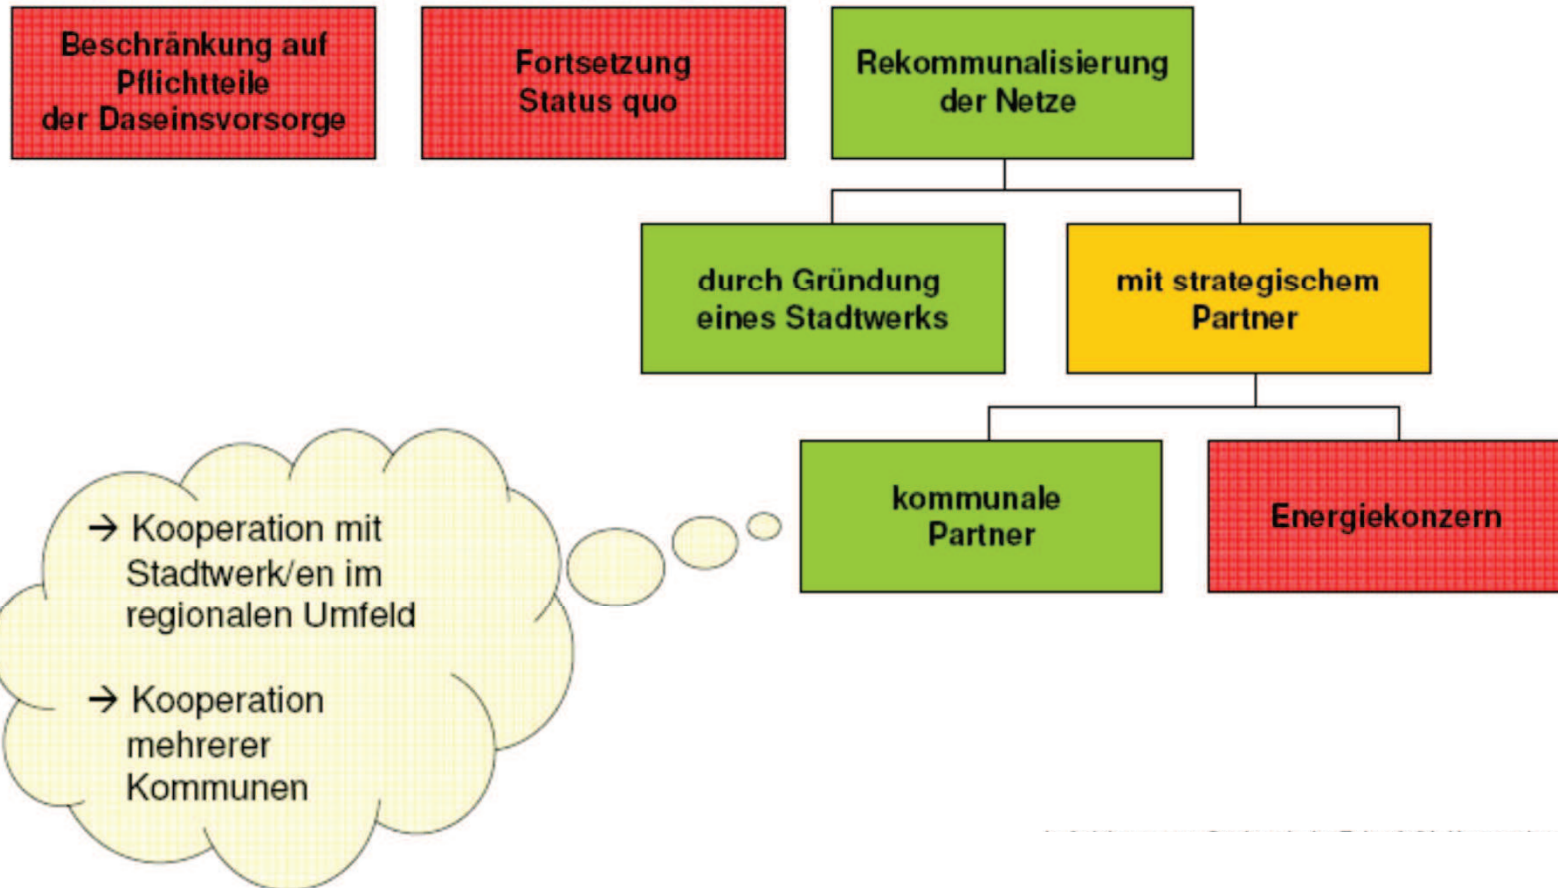 Beschränkung auf
Pflichtteile
der Daseinsvorsorge
Fortsetzung
Status quo
Rekommunalisierung
der Netze
durch Gründung
eines Stadtwerks
mit strategischem
Partner
kommunale
Partner
Energiekonzern
→ Kooperation mit
Stadtwerk/en im
regionalen Umfeld
→ Kooperation
mehrerer
Kommunen